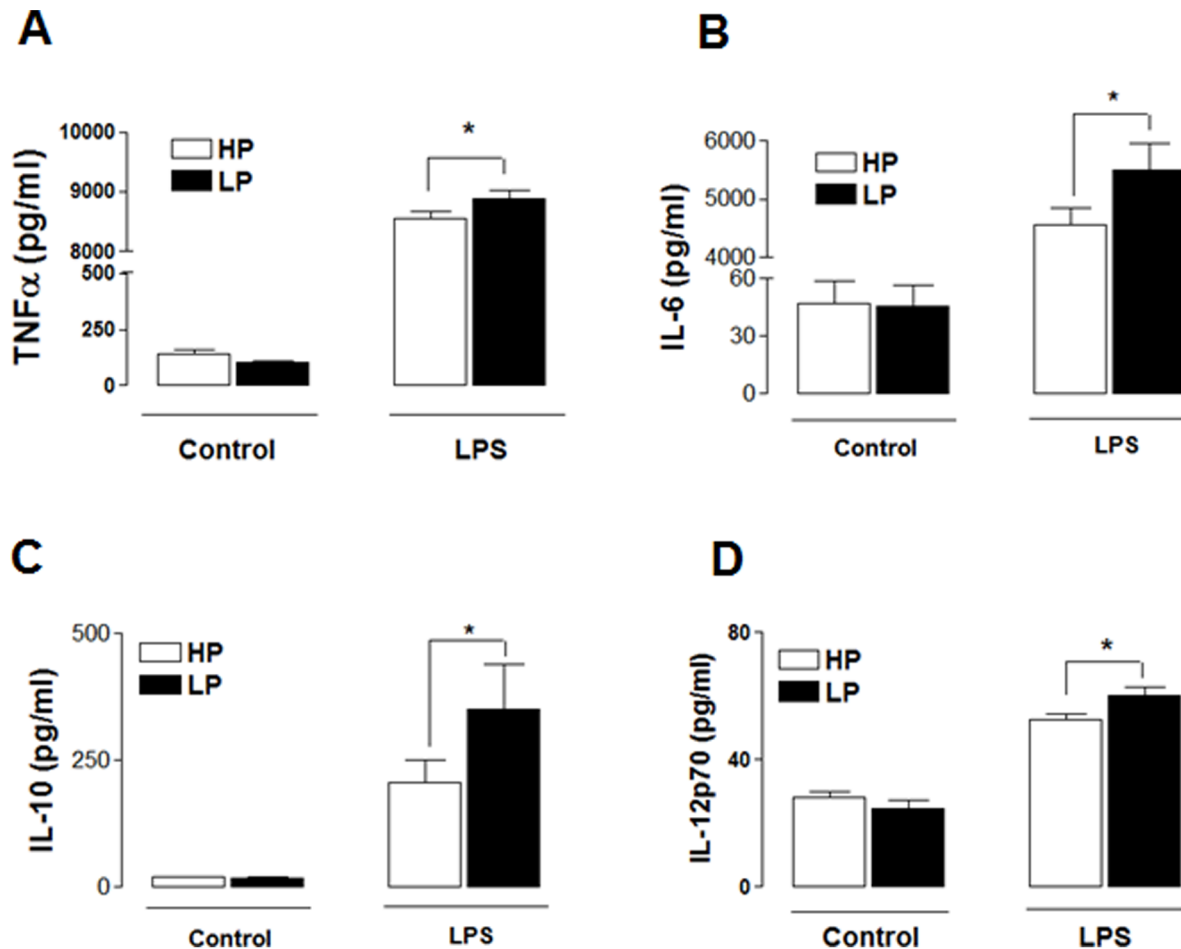 A
TNFα (pg/ml)
10000
9000
8000
500
250
0
HP
LP
*
Control
LPS
B
IL-6 (pg/ml)
6000
5000
4000
60
30
0
HP
LP
*
Control
LPS
C
IL-10 (pg/ml)
500
250
0
HP
LP
*
Control
LPS
D
IL-12p70 (pg/ml)
80
40
0
HP
LP
*
Control
LPS